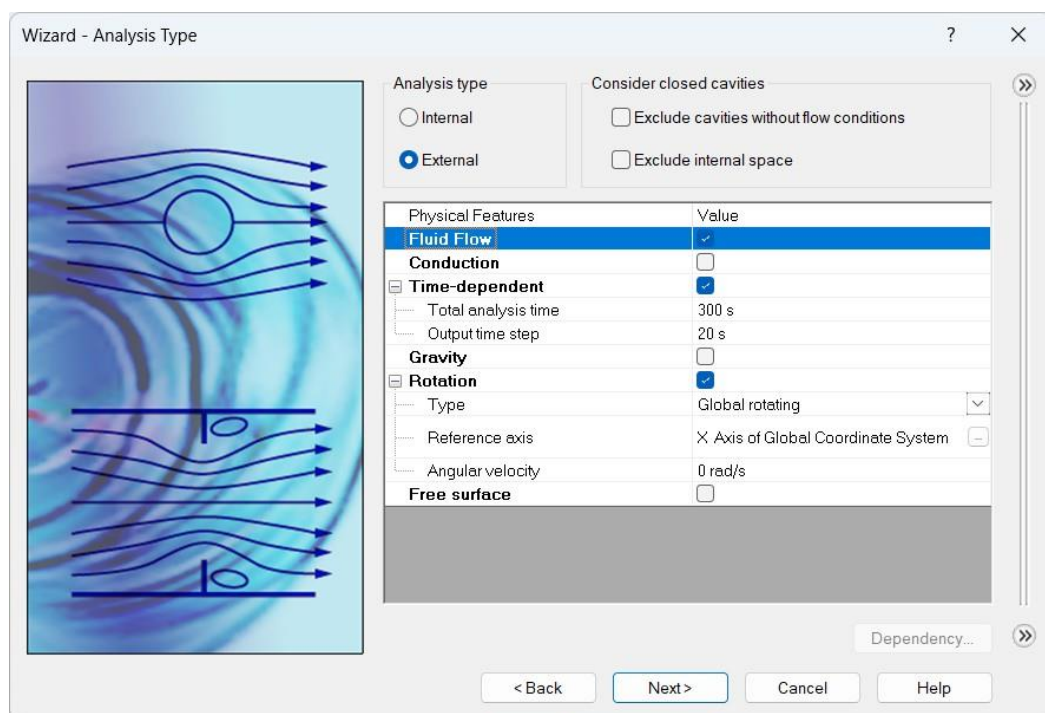 Wizard - Analysis Type ?
Analysis type
Internal
External
Consider closed cavities
Exclude cavities without flow conditions
Exclude internal space
Physical Features Value
Fluid Flow
Conduction
Time-dependent
Total analysis time 300 s
Output time step 20 s
Gravity
Rotation
Type Global rotating
Reference axis X Axis of Global Coordinate System ...
Angular velocity 0 rad/s
Free surface
Dependency...
< Back Next > Cancel Help